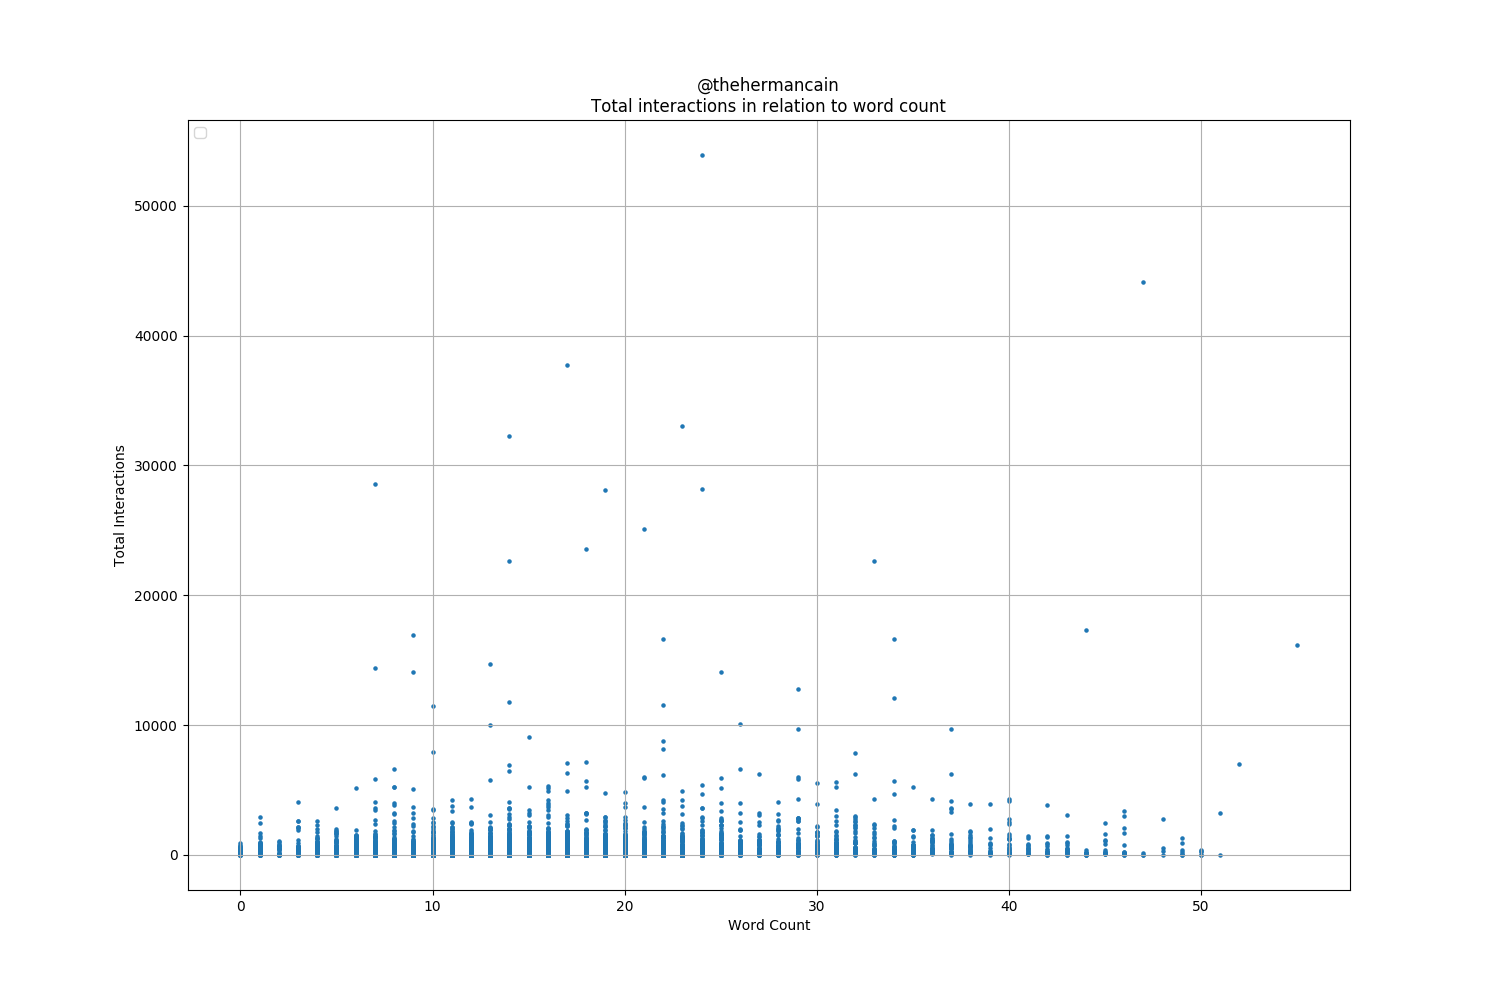 @thehermancain
Total interactions in relation to word count
50000
40000
30000
20000
10000
0
Total Interactions
0 10 20 30 40 50
Word Count